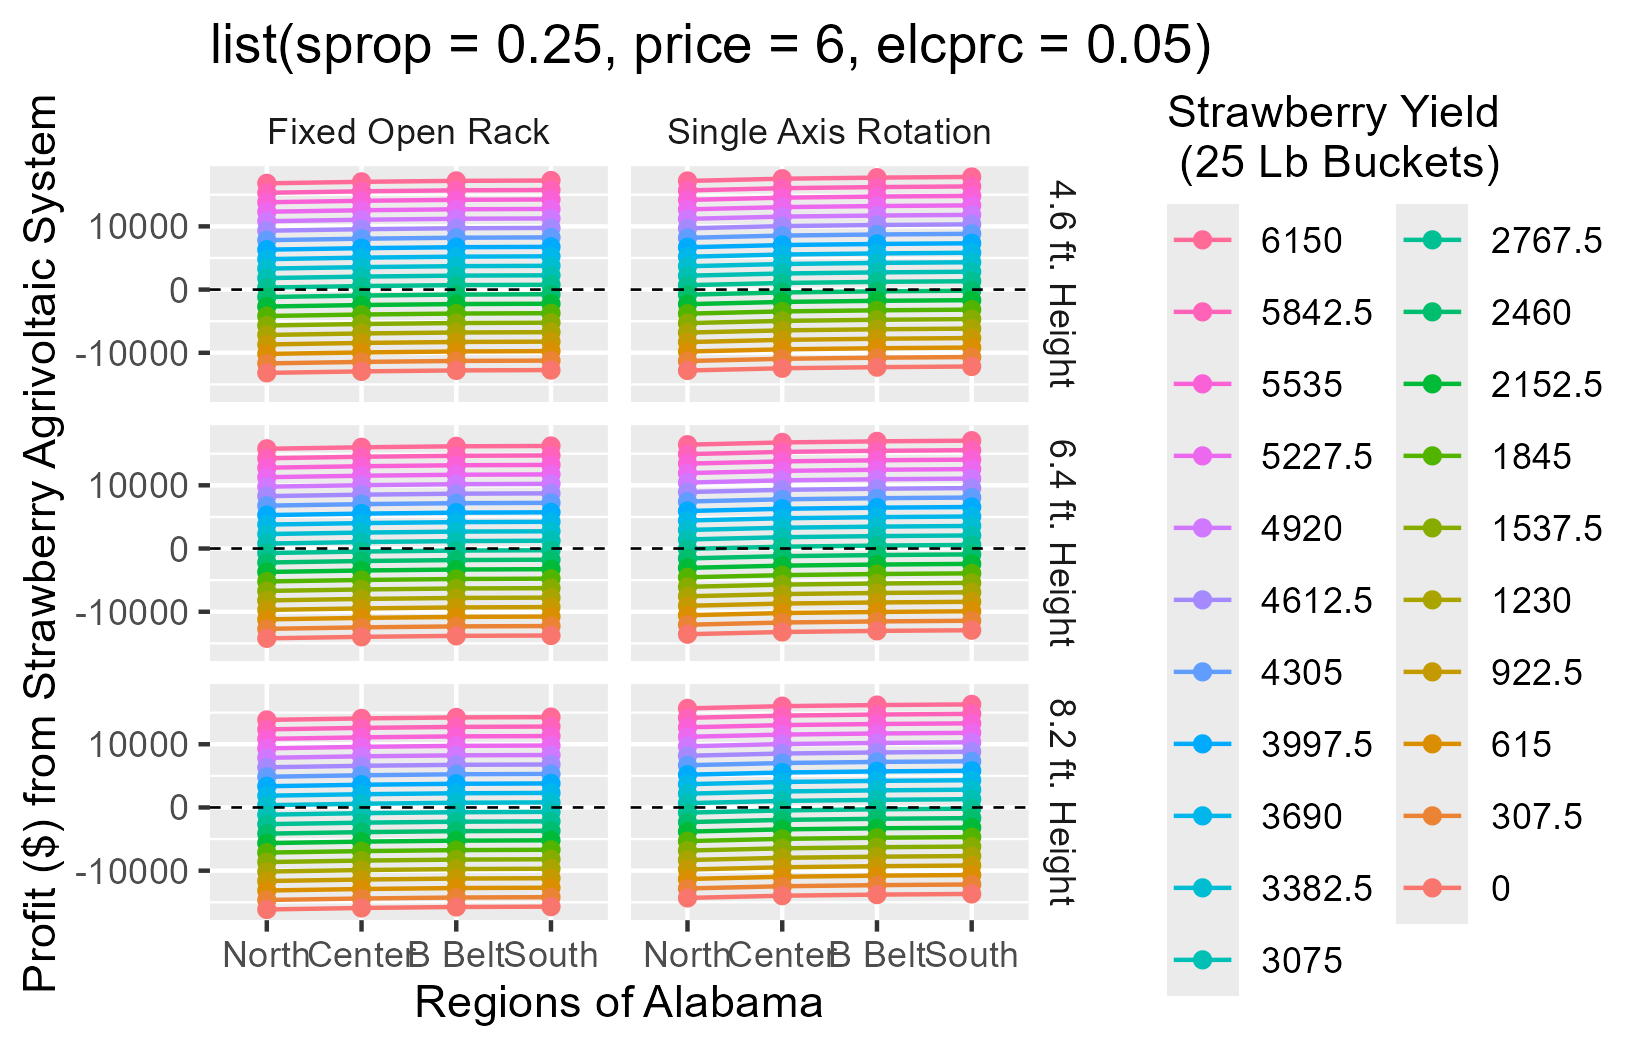 list(sprop = 0.25, price = 6, elcprc = 0.05)
Profit ($) from Strawberry Agrivoltaic System
Fixed Open Rack
Single Axis Rotation
10000
0
-10000
4.6 ft. Height
10000
0
-10000
6.4 ft. Height
10000
0
-10000
8.2 ft. Height
North Center B Belt South
North Center B Belt South
Regions of Alabama
Strawberry Yield
(25 Lb Buckets)
6150
5842.5
5535
5227.5
4920
4612.5
4305
3997.5
3690
3382.5
3075
2767.5
2460
2152.5
1845
1537.5
1230
922.5
615
307.5
0